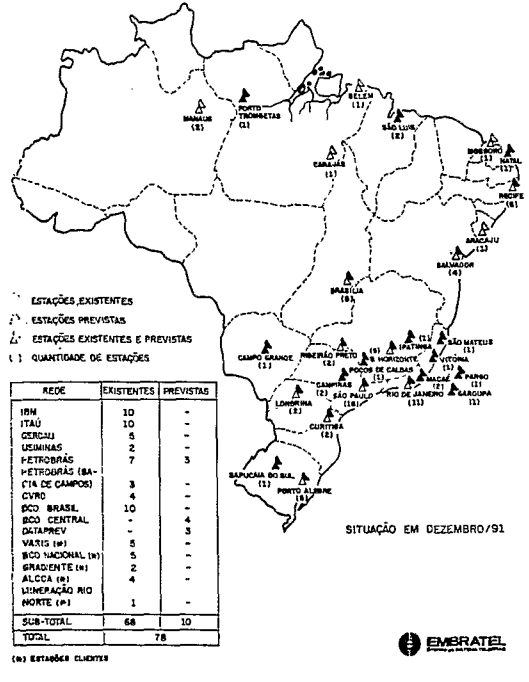 MANAUS
(2)
PORTO
TROMBETAS
(1)
BELÉM
(1)
SÃO LUIS
(2)
CARAJÁS
(1)
MOSSORÓ
(1)
NATAL
(1)
RECIFE
(6)
ARACAJU
(1)
SALVADOR
(4)
BRASÍLIA
ESTAÇÕES EXISTENTES
ESTAÇÕES PREVISTAS
ESTAÇÕES EXISTENTES E PREVISTAS
( ) QUANTIDADE DE ESTAÇÕES
CAMPO GRANDE
(1)
RIBEIRÃO PRETO
(2)
(5)
B. HORIZONTE
IPATINGA
(1)
SÃO MATEUS
(1)
VITÓRIA
(1)
POÇOS DE CALDAS
(1)
CAMPINAS
(2)
SÃO PAULO
(16)
RIO DE JANEIRO
(11)
MACAÉ
(2)
PARGO
(1)
GAROUPA
(1)
LONDRINA
(2)
CURITIBA
(2)
SAPUCAIA DO SUL
(1)
PORTO ALEGRE
REDE EXISTENTES PREVISTAS
IBM 10 -
ITAÚ 10 -
GERDAU 5 -
USIMINAS 2 -
PETROBRÁS 7 3
PETROBRÁS (BA-
CIA DE CAMPOS) 3 -
CVRD 4 -
BCO. BRASIL 10 -
BCO CENTRAL - 4
DATAPREV - 3
VARIG (*) 5 -
BCO NACIONAL (*) 5 -
GRADIENTE (*) 2 -
ALCOA (*) 4 -
MINERAÇÃO RIO
NORTE (*) 1 -
SUB-TOTAL 68 10
TOTAL 78
(*) ESTAÇÕES CLIENTES
SITUAÇÃO EM DEZEMBRO/91
EMBRATEL